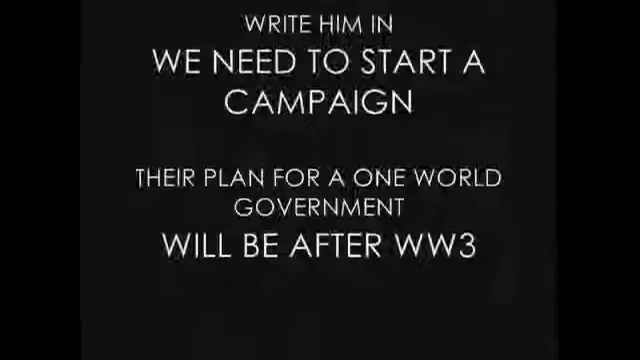 WRITE HIM IN
WE NEED TO START A
CAMPAIGN
THEIR PLAN FOR A ONE WORLD
GOVERNMENT
WILL BE AFTER WW3